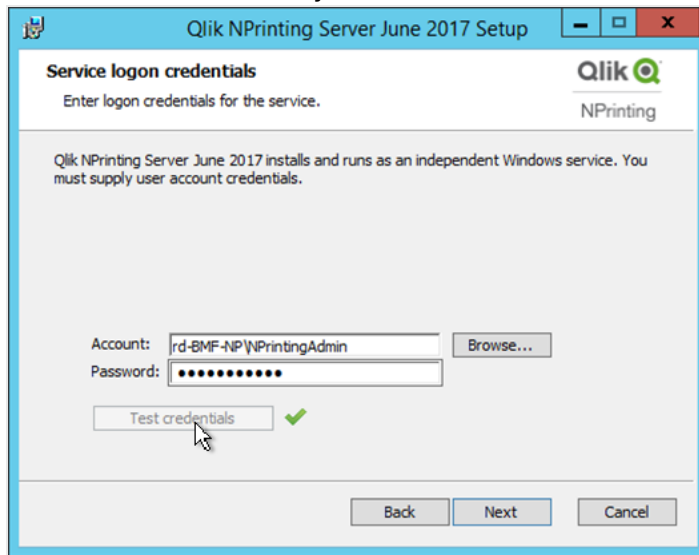 Qlik NPrinting Server June 2017 Setup
Service logon credentials
Enter logon credentials for the service.
Qlik
NPrinting
Qlik NPrinting Server June 2017 installs and runs as an independent Windows service. You
must supply user account credentials.
Account: rd-BMF-NP\NPrintingAdmin Browse...
Password: ●●●●●●●●●●●
Test credentials
Back Next Cancel